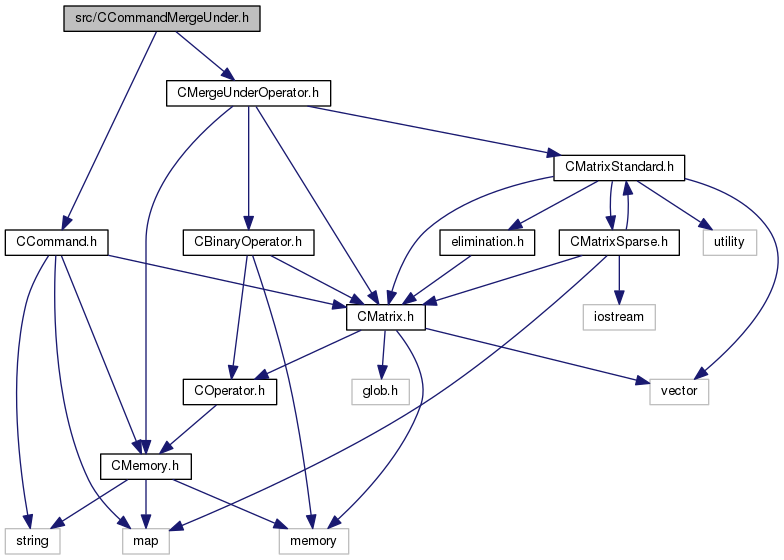 src/CCommandMergeUnder.h
CMergeUnderOperator.h
CMatrixStandard.h
CCommand.h
CBinaryOperator.h
elimination.h
CMatrixSparse.h
utility
CMatrix.h
iostream
COperator.h
glob.h
vector
CMemory.h
string
map
memory